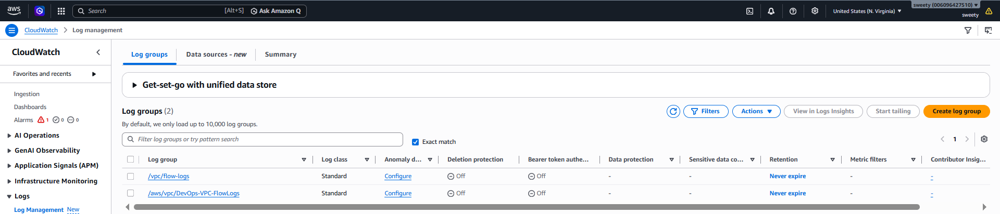 aws
Search [Alt+S] Ask Amazon Q
United States (N. Virginia)
sweety (006096427510)
sweety
CloudWatch > Log management
CloudWatch
Favorites and recents
Ingestion
Dashboards
Alarms 1 0 0
AI Operations
GenAI Observability
Application Signals (APM)
Infrastructure Monitoring
Logs
Log Management New
Log groups Data sources - new Summary
Get-set-go with unified data store
Log groups (2)
Filters Actions View in Logs Insights Start tailing Create log group
By default, we only load up to 10,000 log groups.
Filter log groups or try pattern search
Exact match
1
Log group Log class Anomaly d... Deletion protection Bearer token authe... Data protection Sensitive data co... Retention Metric filters Contributor Insig...
/vpc/flow-logs Standard Configure Off Off - - Never expire - -
/aws/vpc/DevOps-VPC-FlowLogs Standard Configure Off Off - - Never expire - -